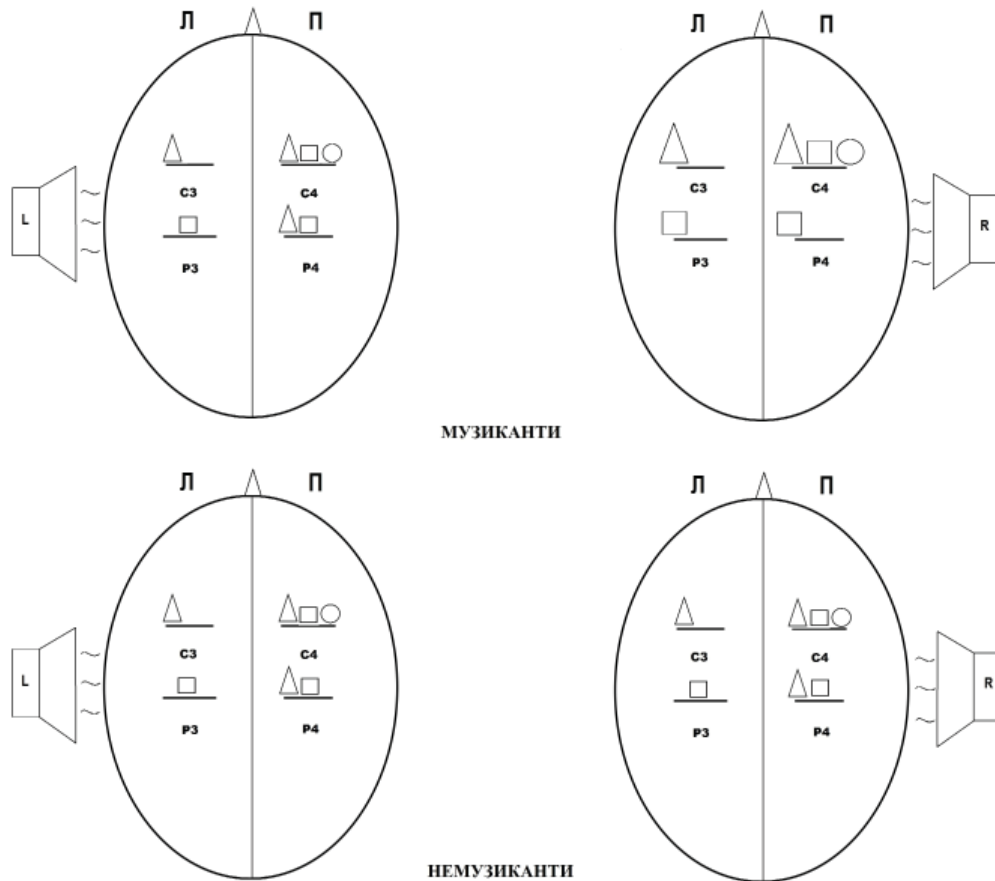 Л П Л П
C3 C4 C3 C4
L R
P3 P4 P3 P4
МУЗИКАНТИ
Л П Л П
C3 C4 C3 C4
L R
P3 P4 P3 P4
НЕМУЗИКАНТИ